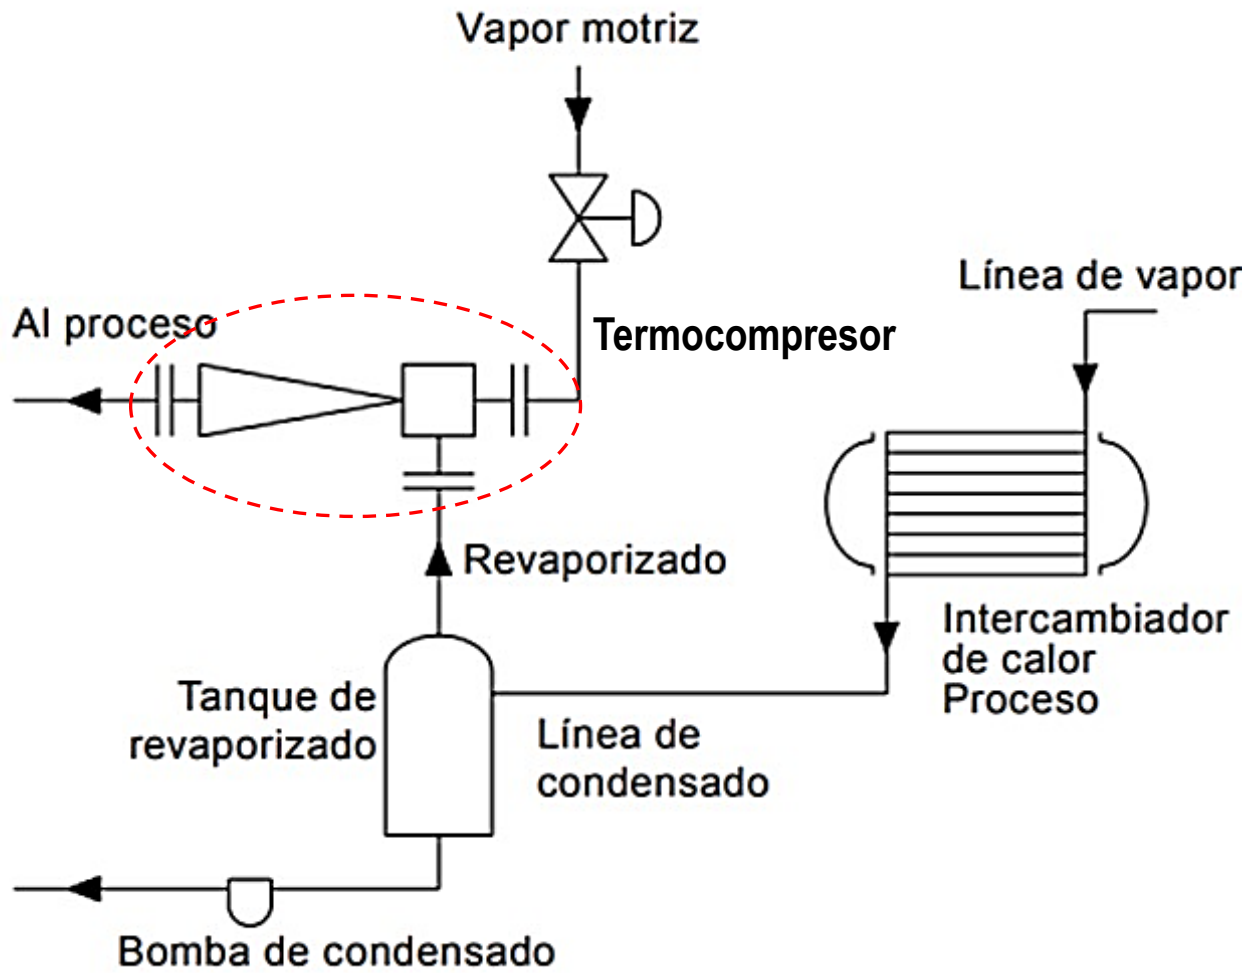 Vapor motriz
Línea de vapor
Al proceso
Termocompresor
Revaporizado
Intercambiador
de calor
Proceso
Tanque de
revaporizado
Línea de
condensado
Bomba de condensado